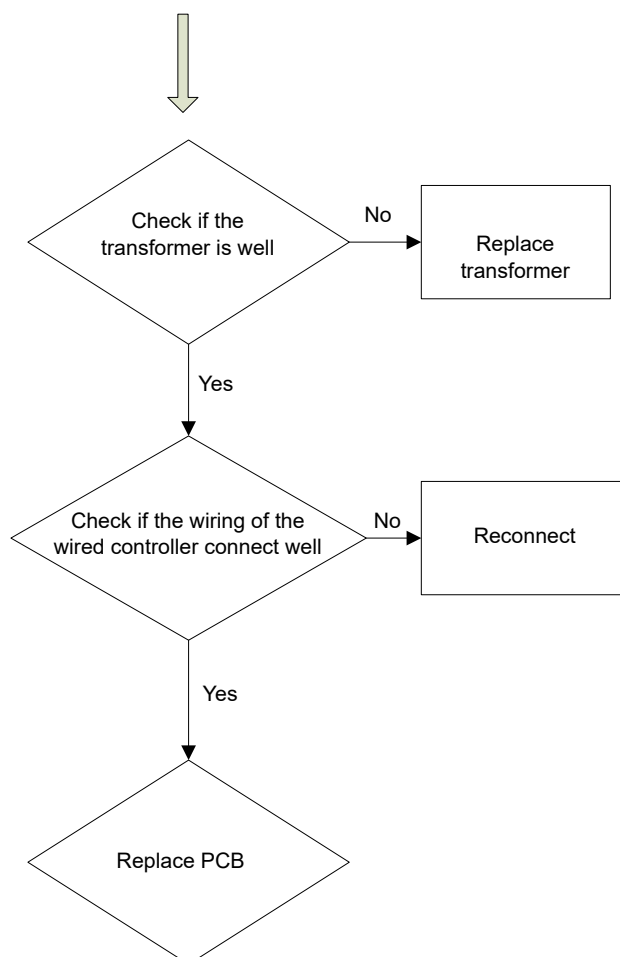 Check if the
transformer is well
No
Replace
transformer
Yes
Check if the wiring of the
wired controller connect well
No
Reconnect
Yes
Replace PCB